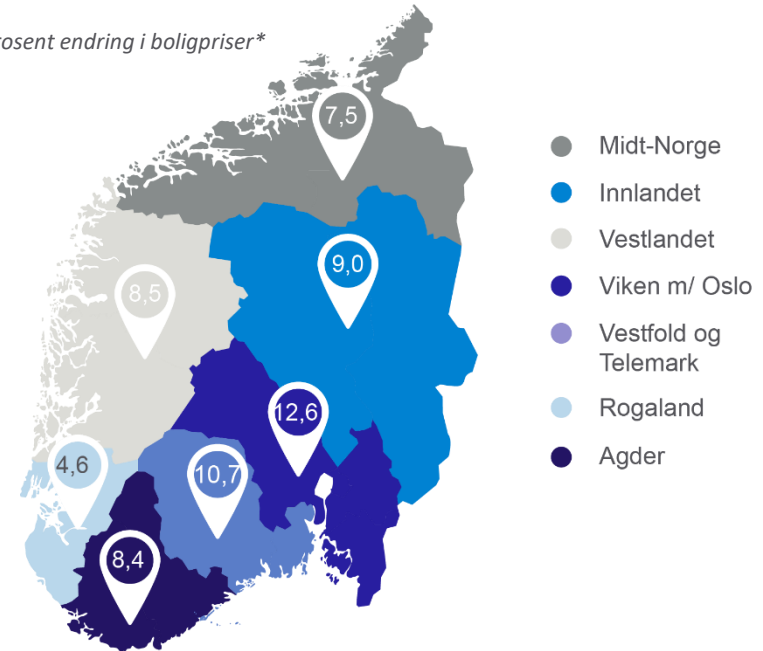 rosent endring i boligpriser*
7,5
Midt-Norge
Innlandet
9,0
Vestlandet
8,5
Viken m/ Oslo
Vestfold og
Telemark
12,6
Rogaland
4,6
10,7
Agder
8,4